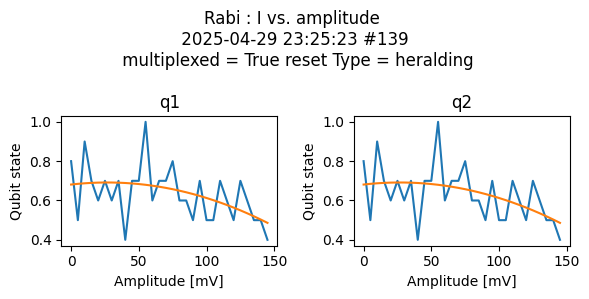 Rabi : I vs. amplitude
2025-04-29 23:25:23 #139
multiplexed = True reset Type = heralding
q1
q2
1.0
0.8
0.6
0.4
Qubit state
0
50
100
150
Amplitude [mV]
1.0
0.8
0.6
0.4
Qubit state
0
50
100
150
Amplitude [mV]